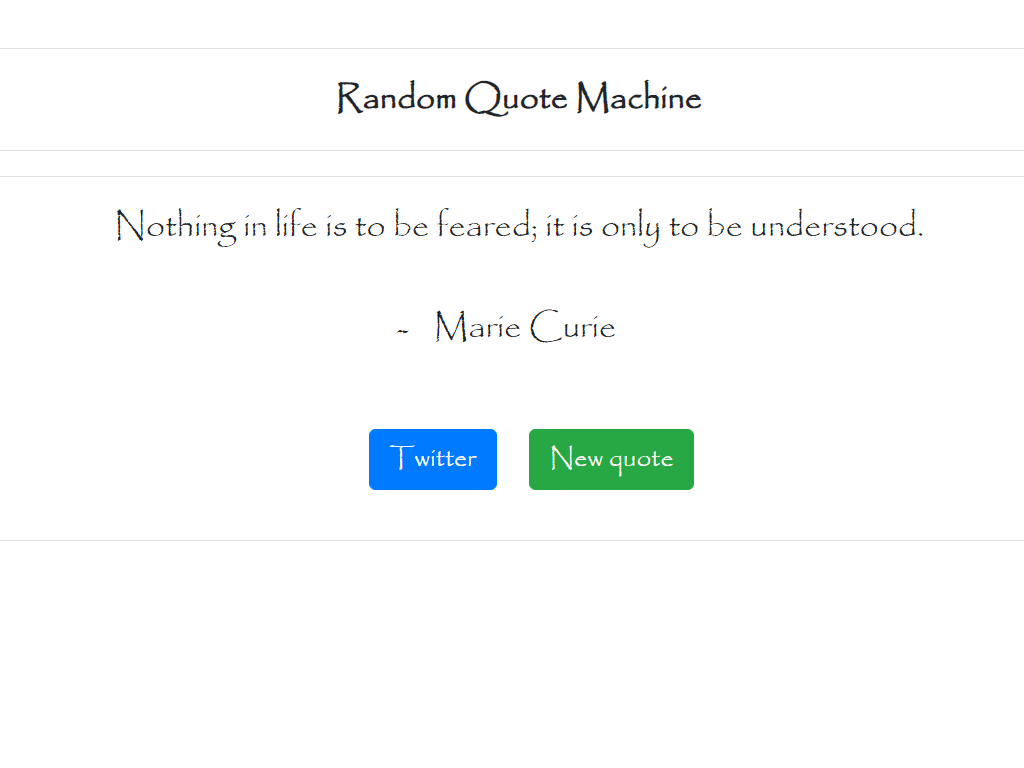 Random Quote Machine
Nothing in life is to be feared; it is only to be understood.
- Marie Curie
Twitter New quote